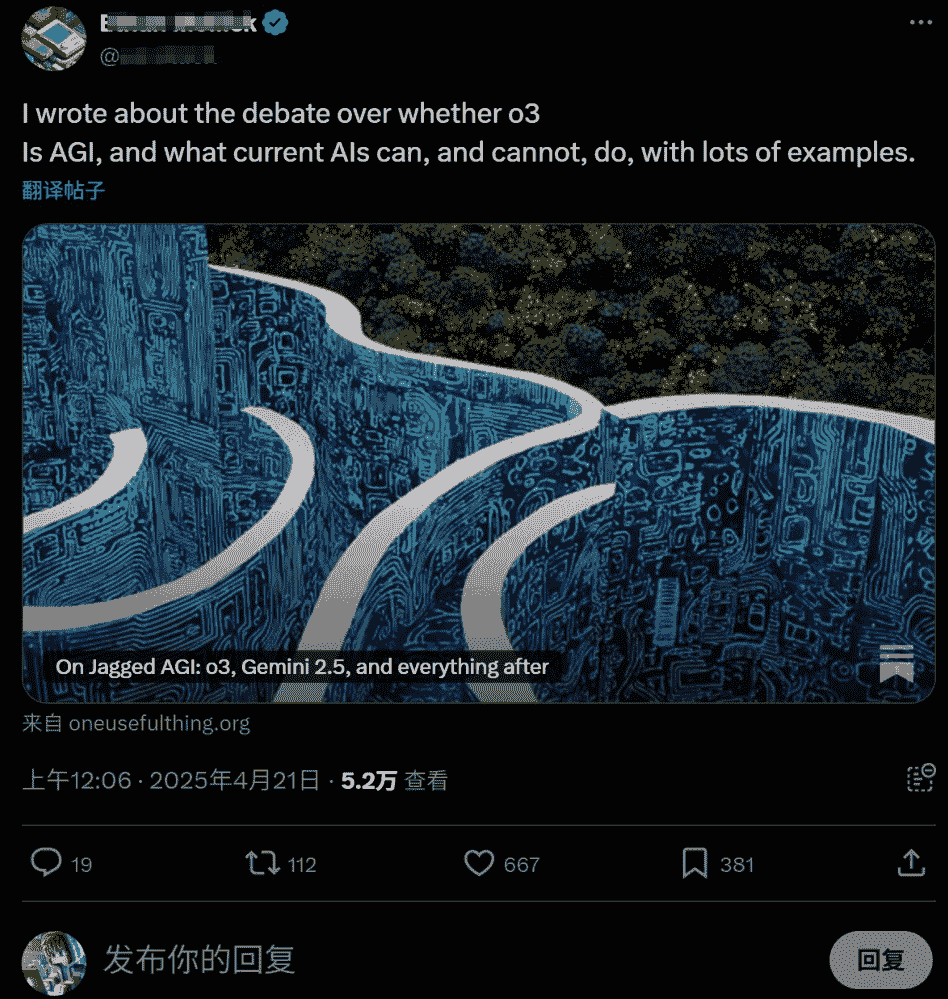 I wrote about the debate over whether o3
Is AGI, and what current AIs can, and cannot, do, with lots of examples.
翻译帖子
On Jagged AGI: o3, Gemini 2.5, and everything after
来自 oneusefulthing.org
上午12:06 · 2025年4月21日 · 5.2万 查看
19 112 667 381
发布你的回复 回复